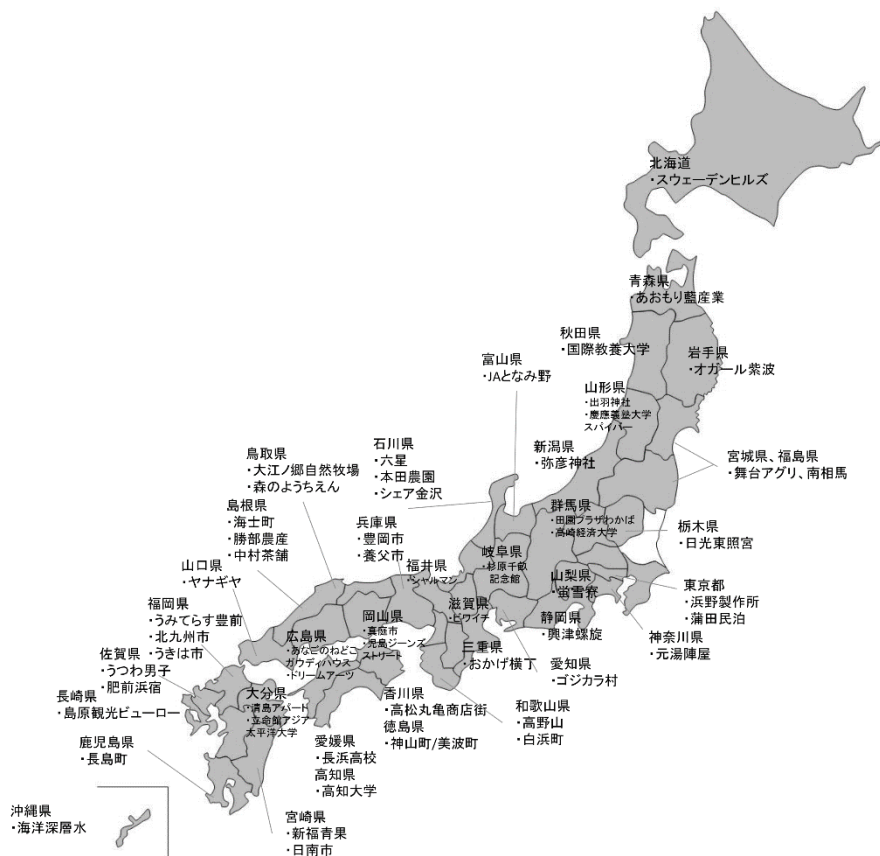 北海道
・スウェーデンヒルズ
青森県
・あおもり藍産業
秋田県
・国際教養大学
岩手県
・オガール紫波
富山県
・JAとなみ野
山形県
・出羽神社
・慶應義塾大学
スパイバー
石川県
・六星
・本田農園
・シェア金沢
新潟県
・弥彦神社
宮城県、福島県
・舞台アグリ、南相馬
鳥取県
・大江ノ郷自然牧場
・森のようちえん
島根県
・海士町
・勝部農産
・中村茶舗
兵庫県
・豊岡市
・養父市
群馬県
・田園プラザわかば
・高崎経済大学
栃木県
・日光東照宮
福井県
・シャルマン
岐阜県
・杉原千畝
記念館
山口県
・ヤナギヤ
山梨県
・蛍雪寮
東京都
・浜野製作所
・蒲田民泊
福岡県
・うみてらす豊前
・北九州市
・うきは市
岡山県
・真庭市
・児島ジーンズ
ストリート
滋賀県
・ビワイチ
静岡県
・興津螺旋
神奈川県
・元湯陣屋
広島県
・あなごのねどこ
ガウディハウス
・ドリームアーツ
三重県
・おかげ横丁
愛知県
・ゴジカラ村
佐賀県
・うつわ男子
・肥前浜宿
長崎県
・島原観光ビューロー
大分県
・清島アパート
・立命館アジア
太平洋大学
香川県
・高松丸亀商店街
徳島県
・神山町/美波町
和歌山県
・高野山
・白浜町
鹿児島県
・長島町
愛媛県
・長浜高校
高知県
・高知大学
沖縄県
・海洋深層水
宮崎県
・新福青果
・日南市